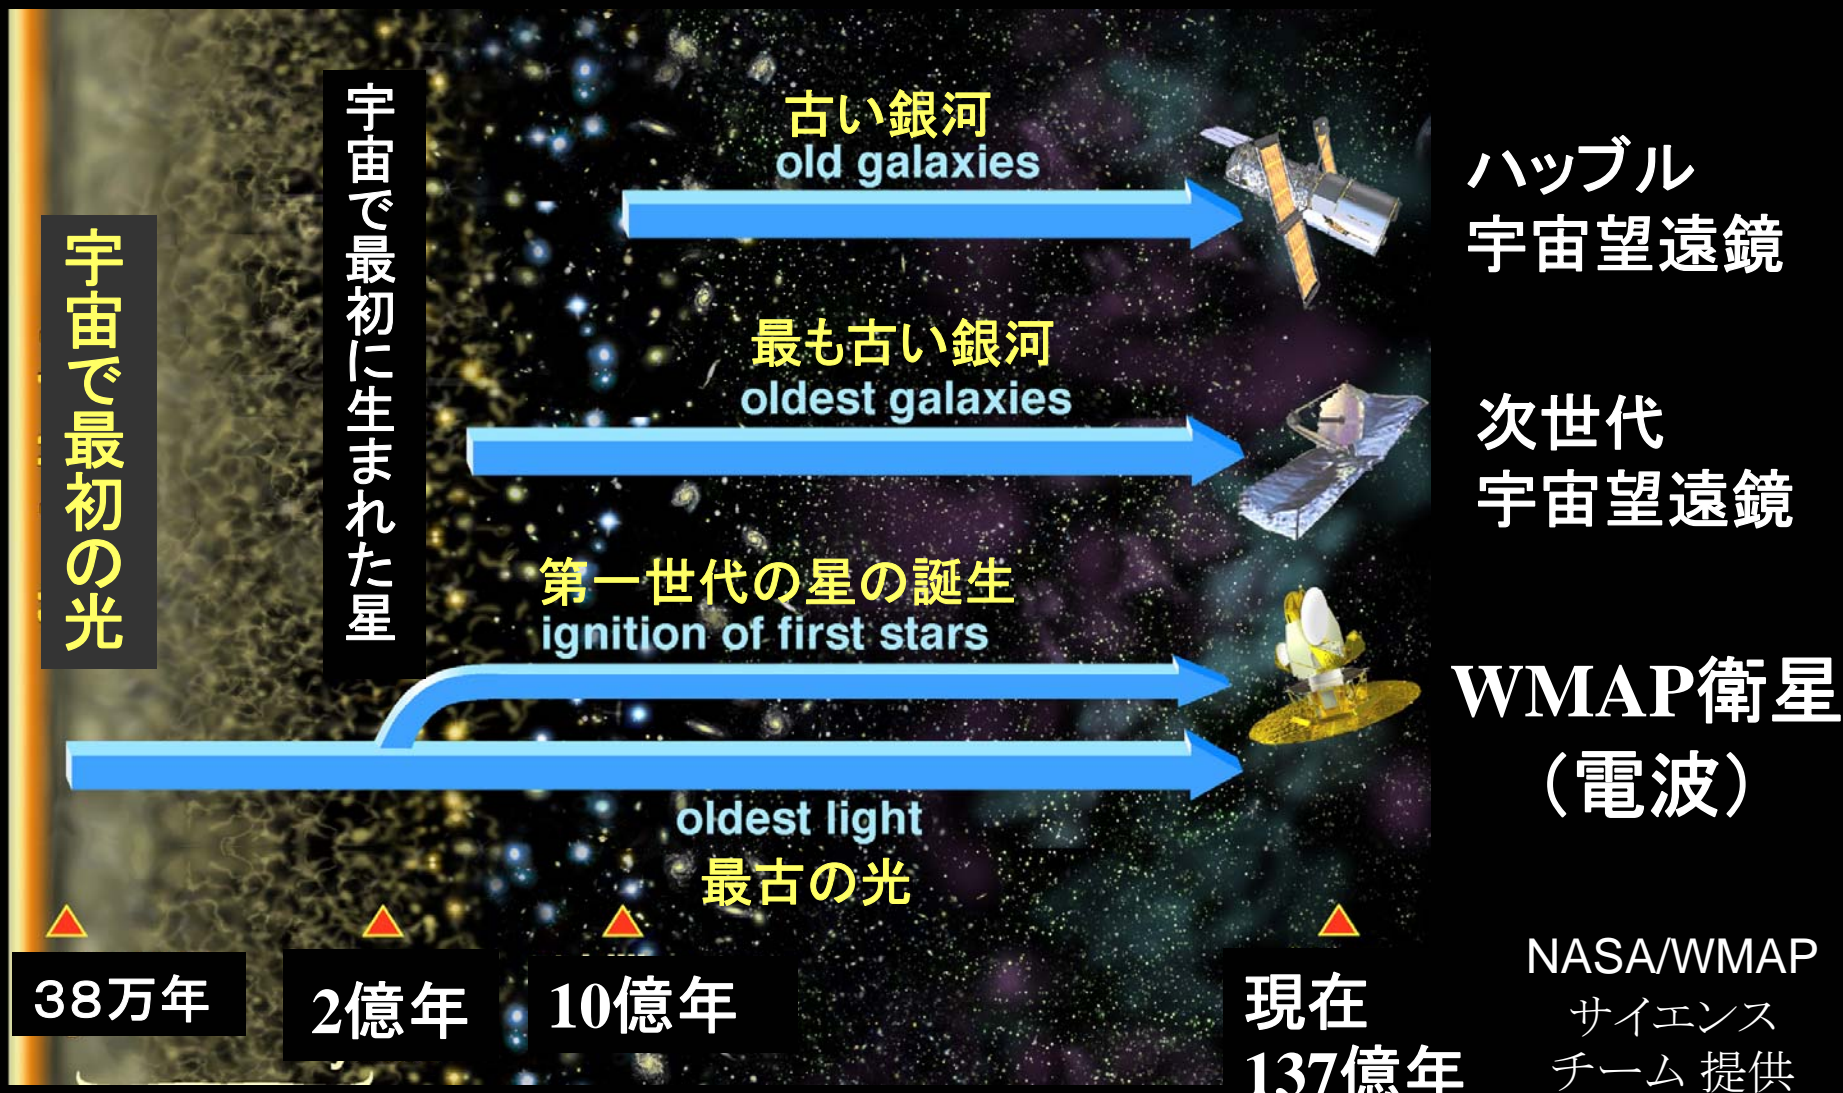 宇宙で最初の光
宇宙で最初に生まれた星
古い銀河
old galaxies
ハッブル
宇宙望遠鏡
最も古い銀河
oldest galaxies
次世代
宇宙望遠鏡
第一世代の星の誕生
ignition of first stars
WMAP衛星
（電波）
oldest light
最古の光
３８万年
2億年
10億年
現在
137億年
NASA/WMAP
サイエンス
チーム 提供